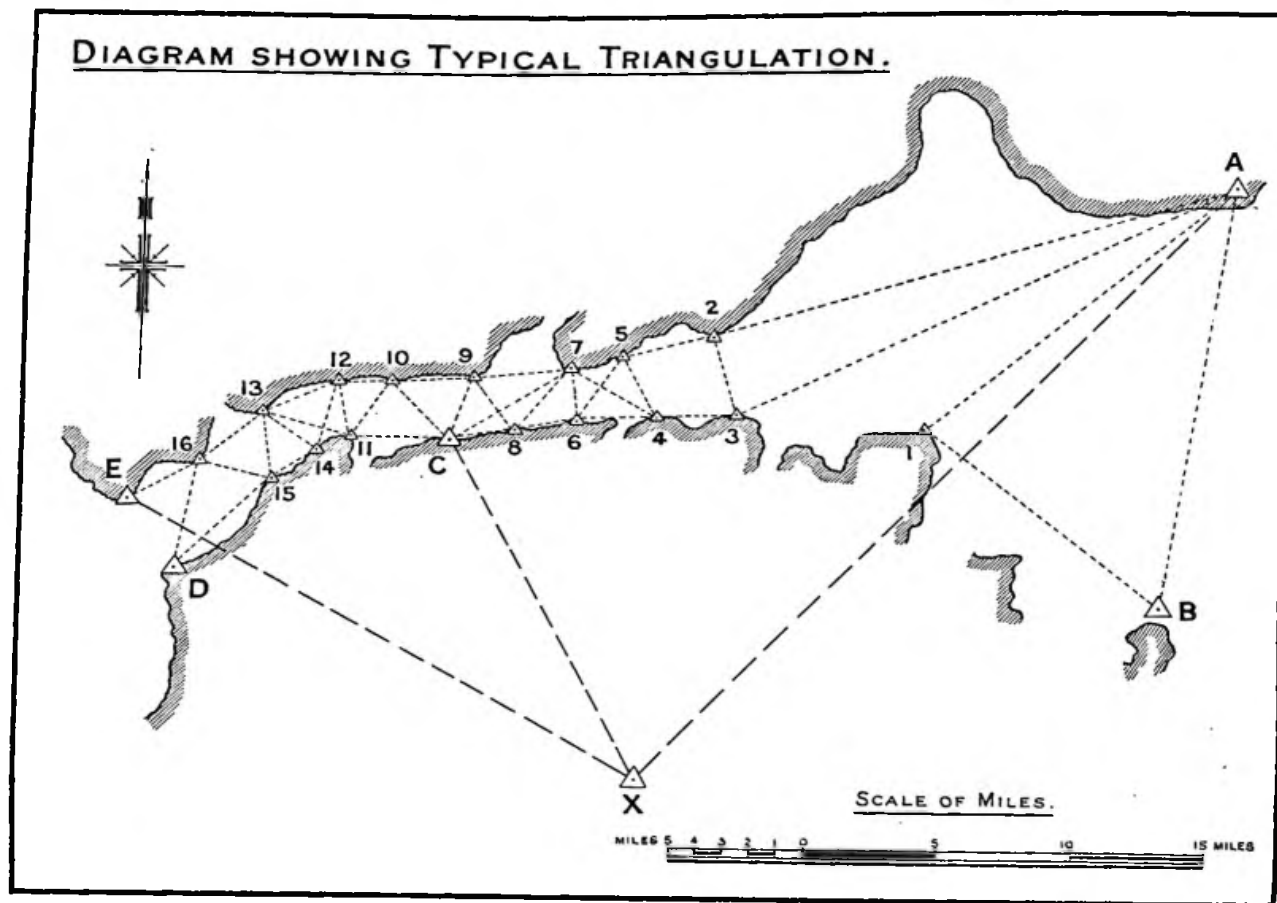 DIAGRAM SHOWING TYPICAL TRIANGULATION.
A
N
2
5
7
9
12
10
13
3
4
6
8
C
11
14
1
16
E
15
D
B
X
SCALE OF MILES.
MILES 5 4 3 2 1 0 5 10 15 MILES